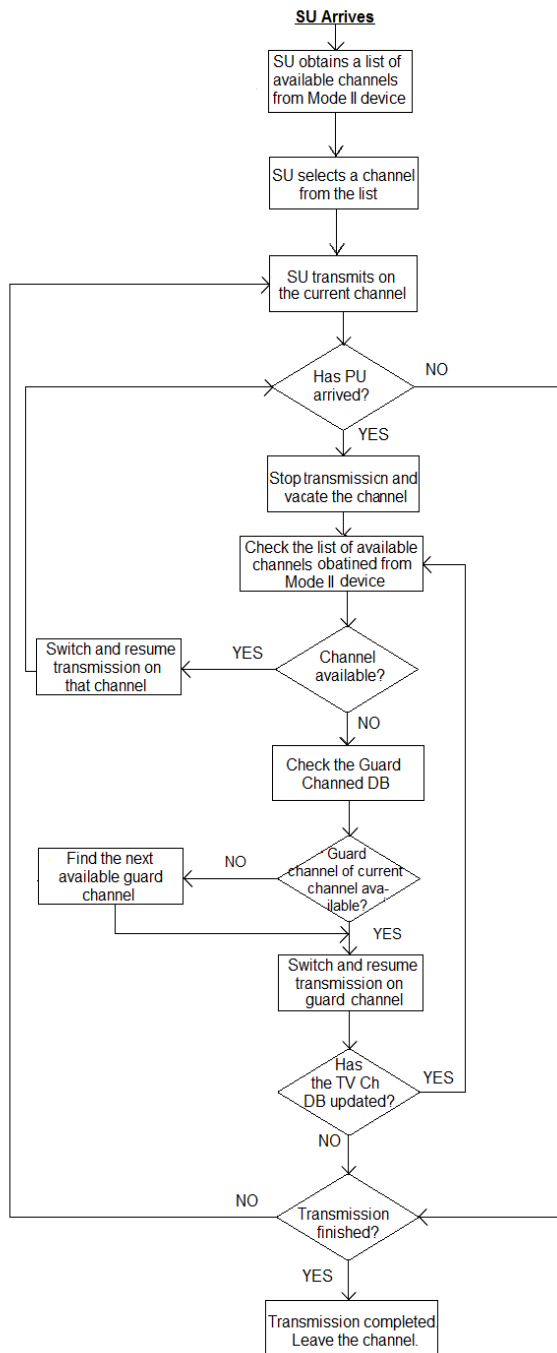 SU Arrives
SU obtains a list of
available channels
from Mode II device
SU selects a channel
from the list
SU transmits on
the current channel
Has PU
arrived?
NO
YES
Stop transmission and
vacate the channel
Check the list of available
channels obatined from
Mode II device
Channel
available?
YES
Switch and resume
transmission on
that channel
NO
Check the Guard
Channed DB
Guard
channel of current
channel ava-
ilable?
NO
Find the next
available guard
channel
YES
Switch and resume
transmission on
guard channel
Has
the TV Ch
DB updated?
YES
NO
Transmission
finished?
NO
YES
Transmission completed.
Leave the channel.